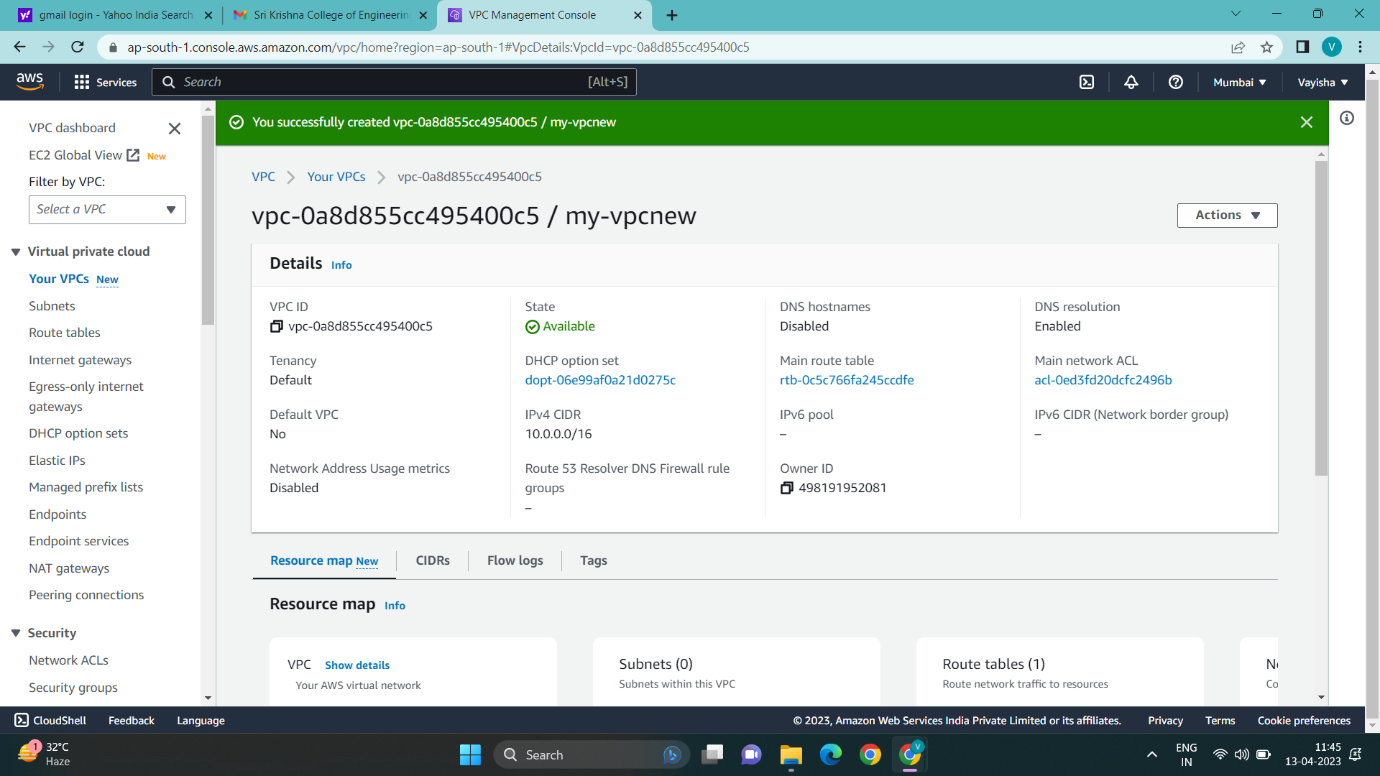 gmail login - Yahoo India Search
Sri Krishna College of Engineerin
VPC Management Console
ap-south-1.console.aws.amazon.com/vpc/home?region=ap-south-1#VpcDetails:VpcId=vpc-0a8d855cc495400c5
V
aws
Services
Search
[Alt+S]
Mumbai
Vayisha
VPC dashboard
EC2 Global View New
Filter by VPC:
Select a VPC
Virtual private cloud
Your VPCs New
Subnets
Route tables
Internet gateways
Egress-only internet
gateways
DHCP option sets
Elastic IPs
Managed prefix lists
Endpoints
Endpoint services
NAT gateways
Peering connections
Security
Network ACLs
Security groups
You successfully created vpc-0a8d855cc495400c5 / my-vpcnew
VPC
Your VPCs
vpc-0a8d855cc495400c5
vpc-0a8d855cc495400c5 / my-vpcnew
Actions
Details Info
VPC ID
vpc-0a8d855cc495400c5
State
Available
DNS hostnames
Disabled
DNS resolution
Enabled
Tenancy
Default
DHCP option set
dopt-06e99af0a21d0275c
Main route table
rtb-0c5c766fa245ccdfe
Main network ACL
acl-0ed3fd20dcfc2496b
Default VPC
No
IPv4 CIDR
10.0.0.0/16
IPv6 pool
–
IPv6 CIDR (Network border group)
–
Network Address Usage metrics
Disabled
Route 53 Resolver DNS Firewall rule
groups
–
Owner ID
498191952081
Resource map New
CIDRs
Flow logs
Tags
Resource map Info
VPC Show details
Your AWS virtual network
Subnets (0)
Subnets within this VPC
Route tables (1)
Route network traffic to resources
CloudShell
Feedback
Language
© 2023, Amazon Web Services India Private Limited or its affiliates.
Privacy
Terms
Cookie preferences
1
32°C
Haze
Search
V
ENG
IN
11:45
13-04-2023